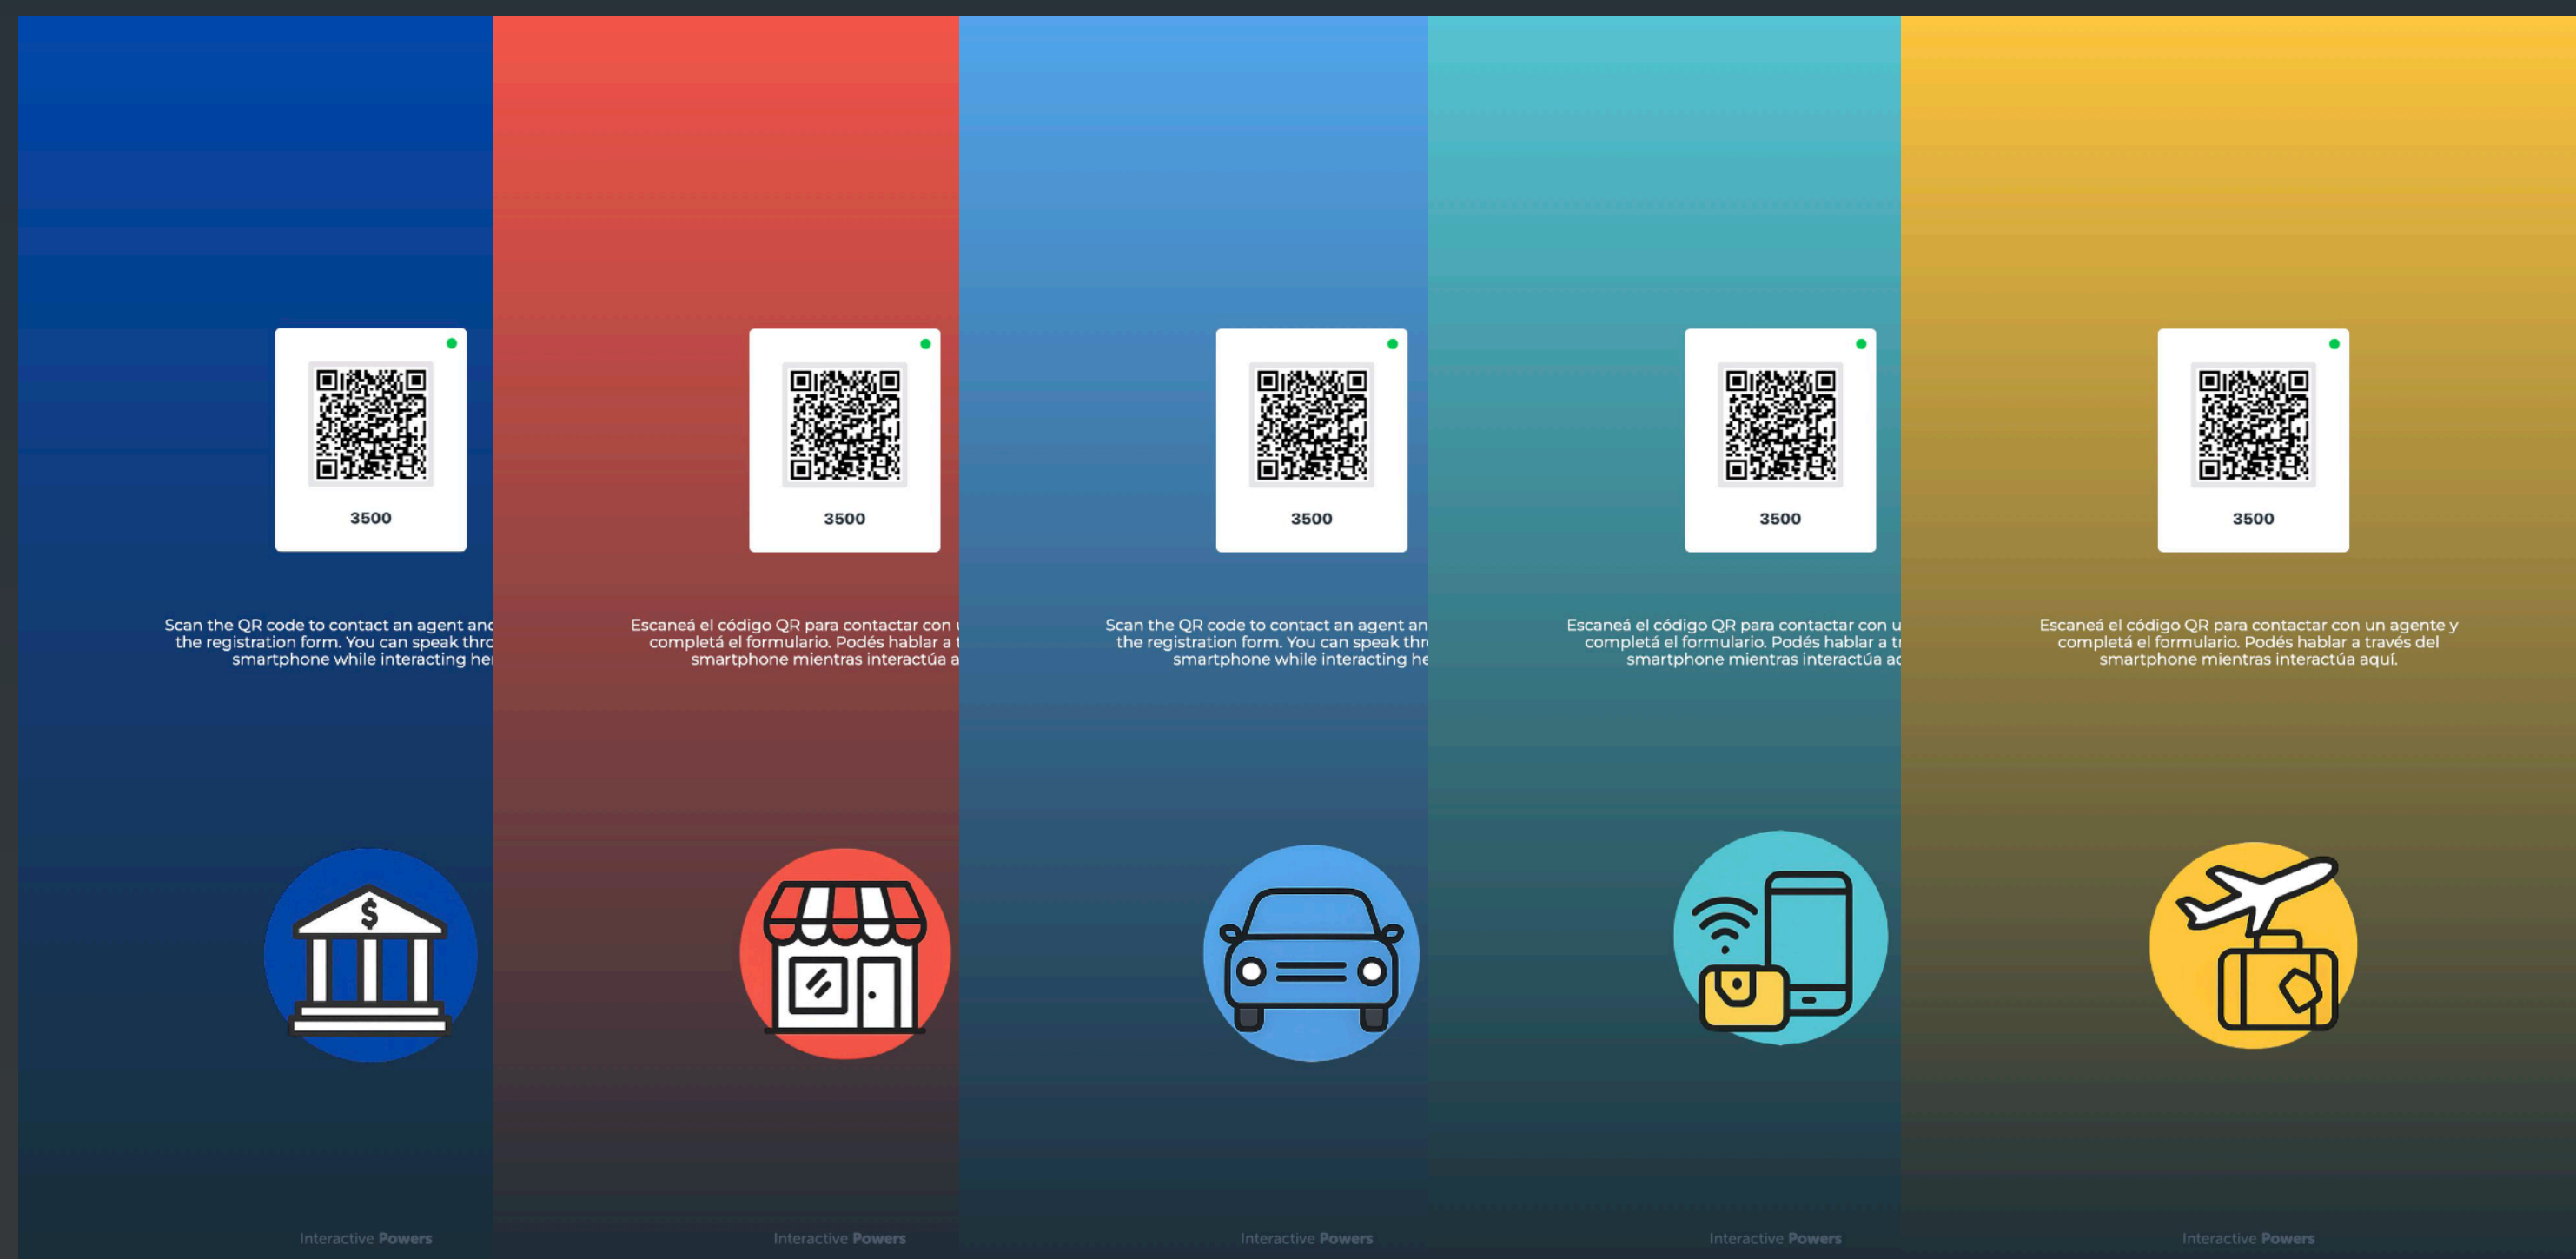 3500
Scan the QR code to contact an agent and
the registration form. You can speak
smartphone while interacting
$
Interactive Powers
3500
Escaneá el código QR para contactar con
completá el formulario. Podés hablar a
smartphone mientras interactúa a
Interactive Powers
3500
Scan the QR code to contact an agent an
the registration form. You can speak
smartphone while interacting
Interactive Powers
3500
Escaneá el código QR para contactar con u
completá el formulario. Podés hablar a
smartphone mientras interactúa
Interactive Powers
3500
Escaneá el código QR para contactar con un agente y
completá el formulario. Podés hablar a través del
smartphone mientras interactúa aquí.
Interactive Powers